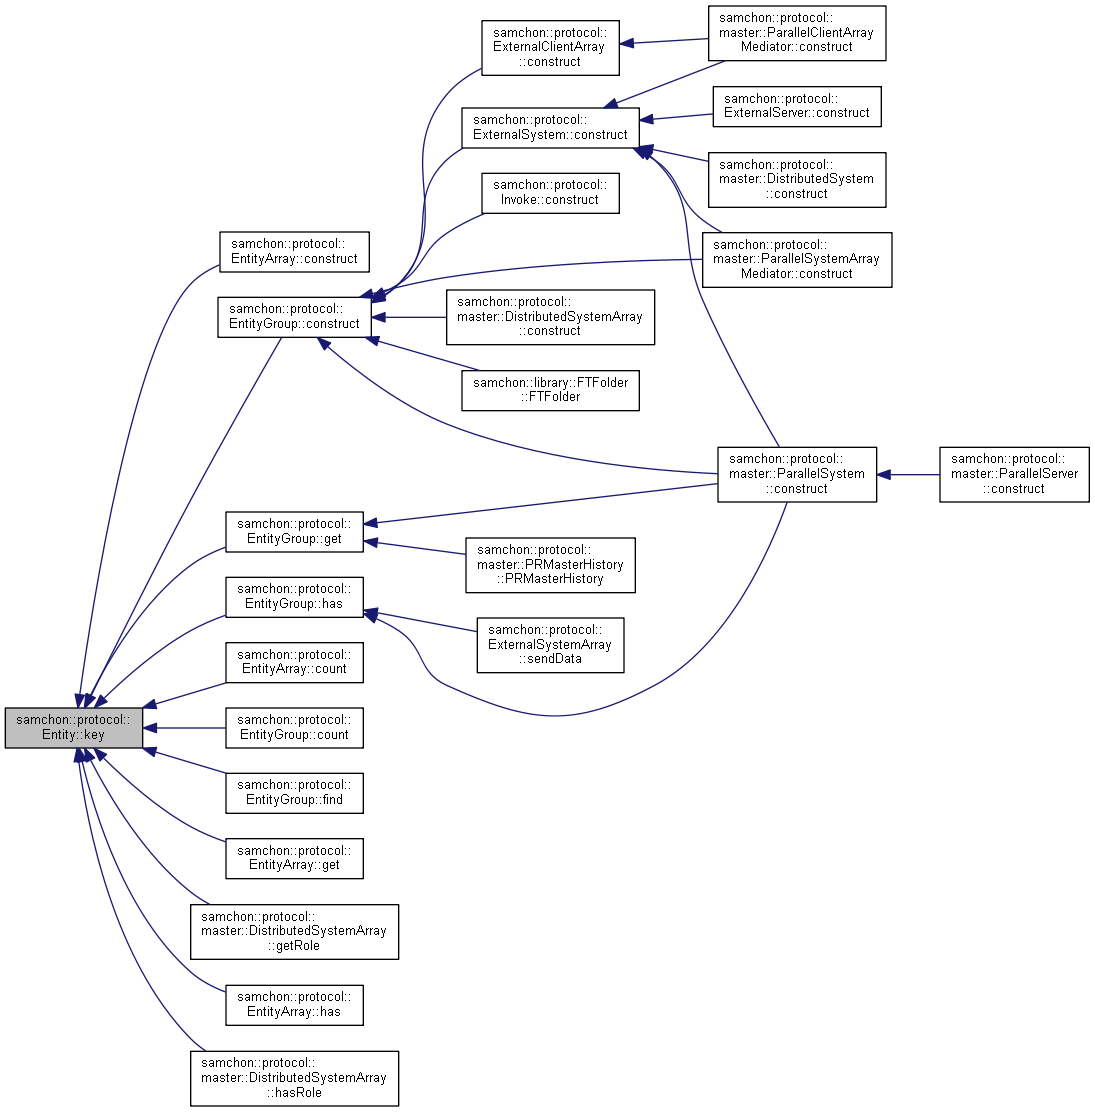 samchon::protocol::
ExternalClientArray
::construct
samchon::protocol::
master::ParallelClientArray
Mediator::construct
samchon::protocol::
ExternalSystem::construct
samchon::protocol::
ExternalServer::construct
samchon::protocol::
master::DistributedSystem
::construct
samchon::protocol::
Invoke::construct
samchon::protocol::
master::ParallelSystemArray
Mediator::construct
samchon::protocol::
EntityArray::construct
samchon::protocol::
EntityGroup::construct
samchon::protocol::
master::DistributedSystemArray
::construct
samchon::library::FTFolder
::FTFolder
samchon::protocol::
master::ParallelSystem
::construct
samchon::protocol::
master::ParallelServer
::construct
samchon::protocol::
EntityGroup::get
samchon::protocol::
master::PRMasterHistory
::PRMasterHistory
samchon::protocol::
EntityGroup::has
samchon::protocol::
ExternalSystemArray
::sendData
samchon::protocol::
EntityArray::count
samchon::protocol::
Entity::key
samchon::protocol::
EntityGroup::count
samchon::protocol::
EntityGroup::find
samchon::protocol::
EntityArray::get
samchon::protocol::
master::DistributedSystemArray
::getRole
samchon::protocol::
EntityArray::has
samchon::protocol::
master::DistributedSystemArray
::hasRole